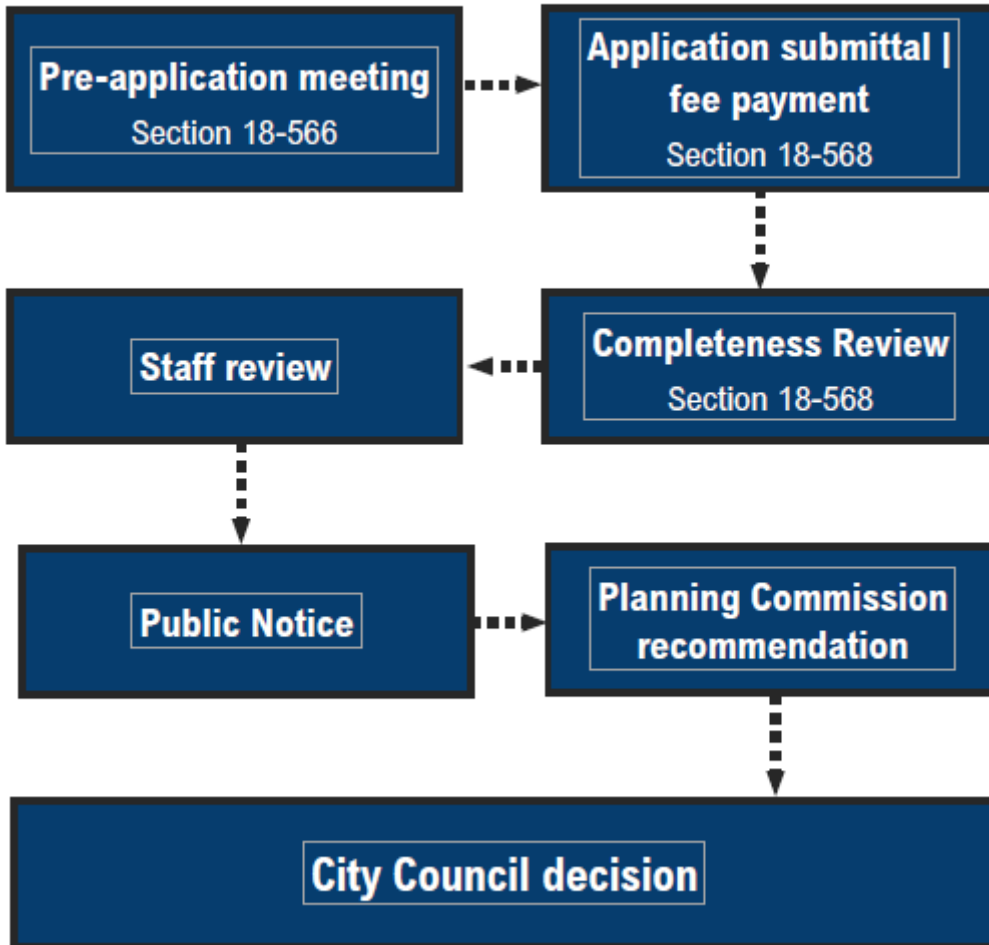 Pre-application meeting
Section 18-566
Application submittal |
fee payment
Section 18-568
Completeness Review
Section 18-568
Staff review
Public Notice
Planning Commission
recommendation
City Council decision